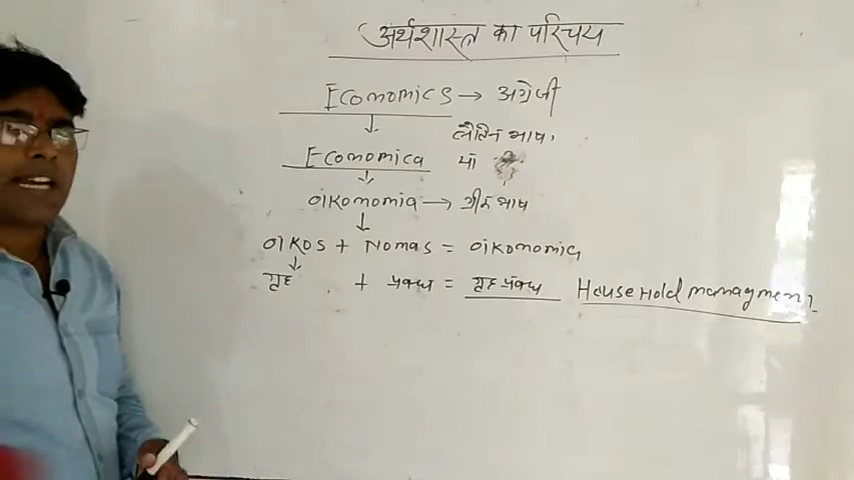 अर्थशास्त्र का परिचय
Economics → अंग्रेजी
लैटिन भाषा
Economica या
oikonomia → ग्रीक भाषा
oikos + Nomas = oikonomia
गृह + प्रबन्ध = गृह प्रबन्ध Household managment